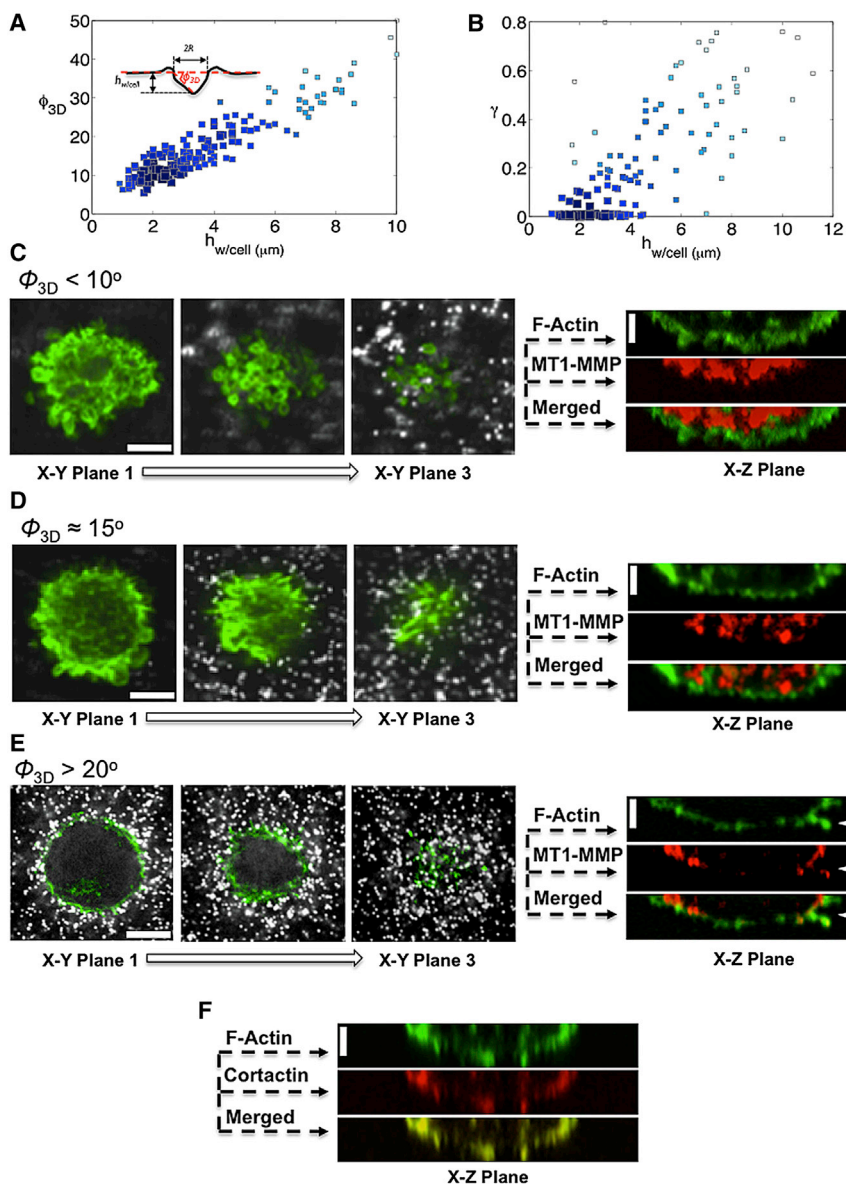 A
50
40
30
20
10
0
ϕ3D
2R
hw/cell
ϕ2D
0 2 4 6 8 10
hw/cell (μm)
B
0.8
0.6
0.4
0.2
0
γ
0 2 4 6 8 10 12
hw/cell (μm)
C
Φ3D < 10o
F-Actin
MT1-MMP
Merged
X-Y Plane 1
X-Y Plane 3
X-Z Plane
D
Φ3D ≈ 15o
F-Actin
MT1-MMP
Merged
X-Y Plane 1
X-Y Plane 3
X-Z Plane
E
Φ3D > 20o
F-Actin
MT1-MMP
Merged
X-Y Plane 1
X-Y Plane 3
X-Z Plane
F
F-Actin
Cortactin
Merged
X-Z Plane